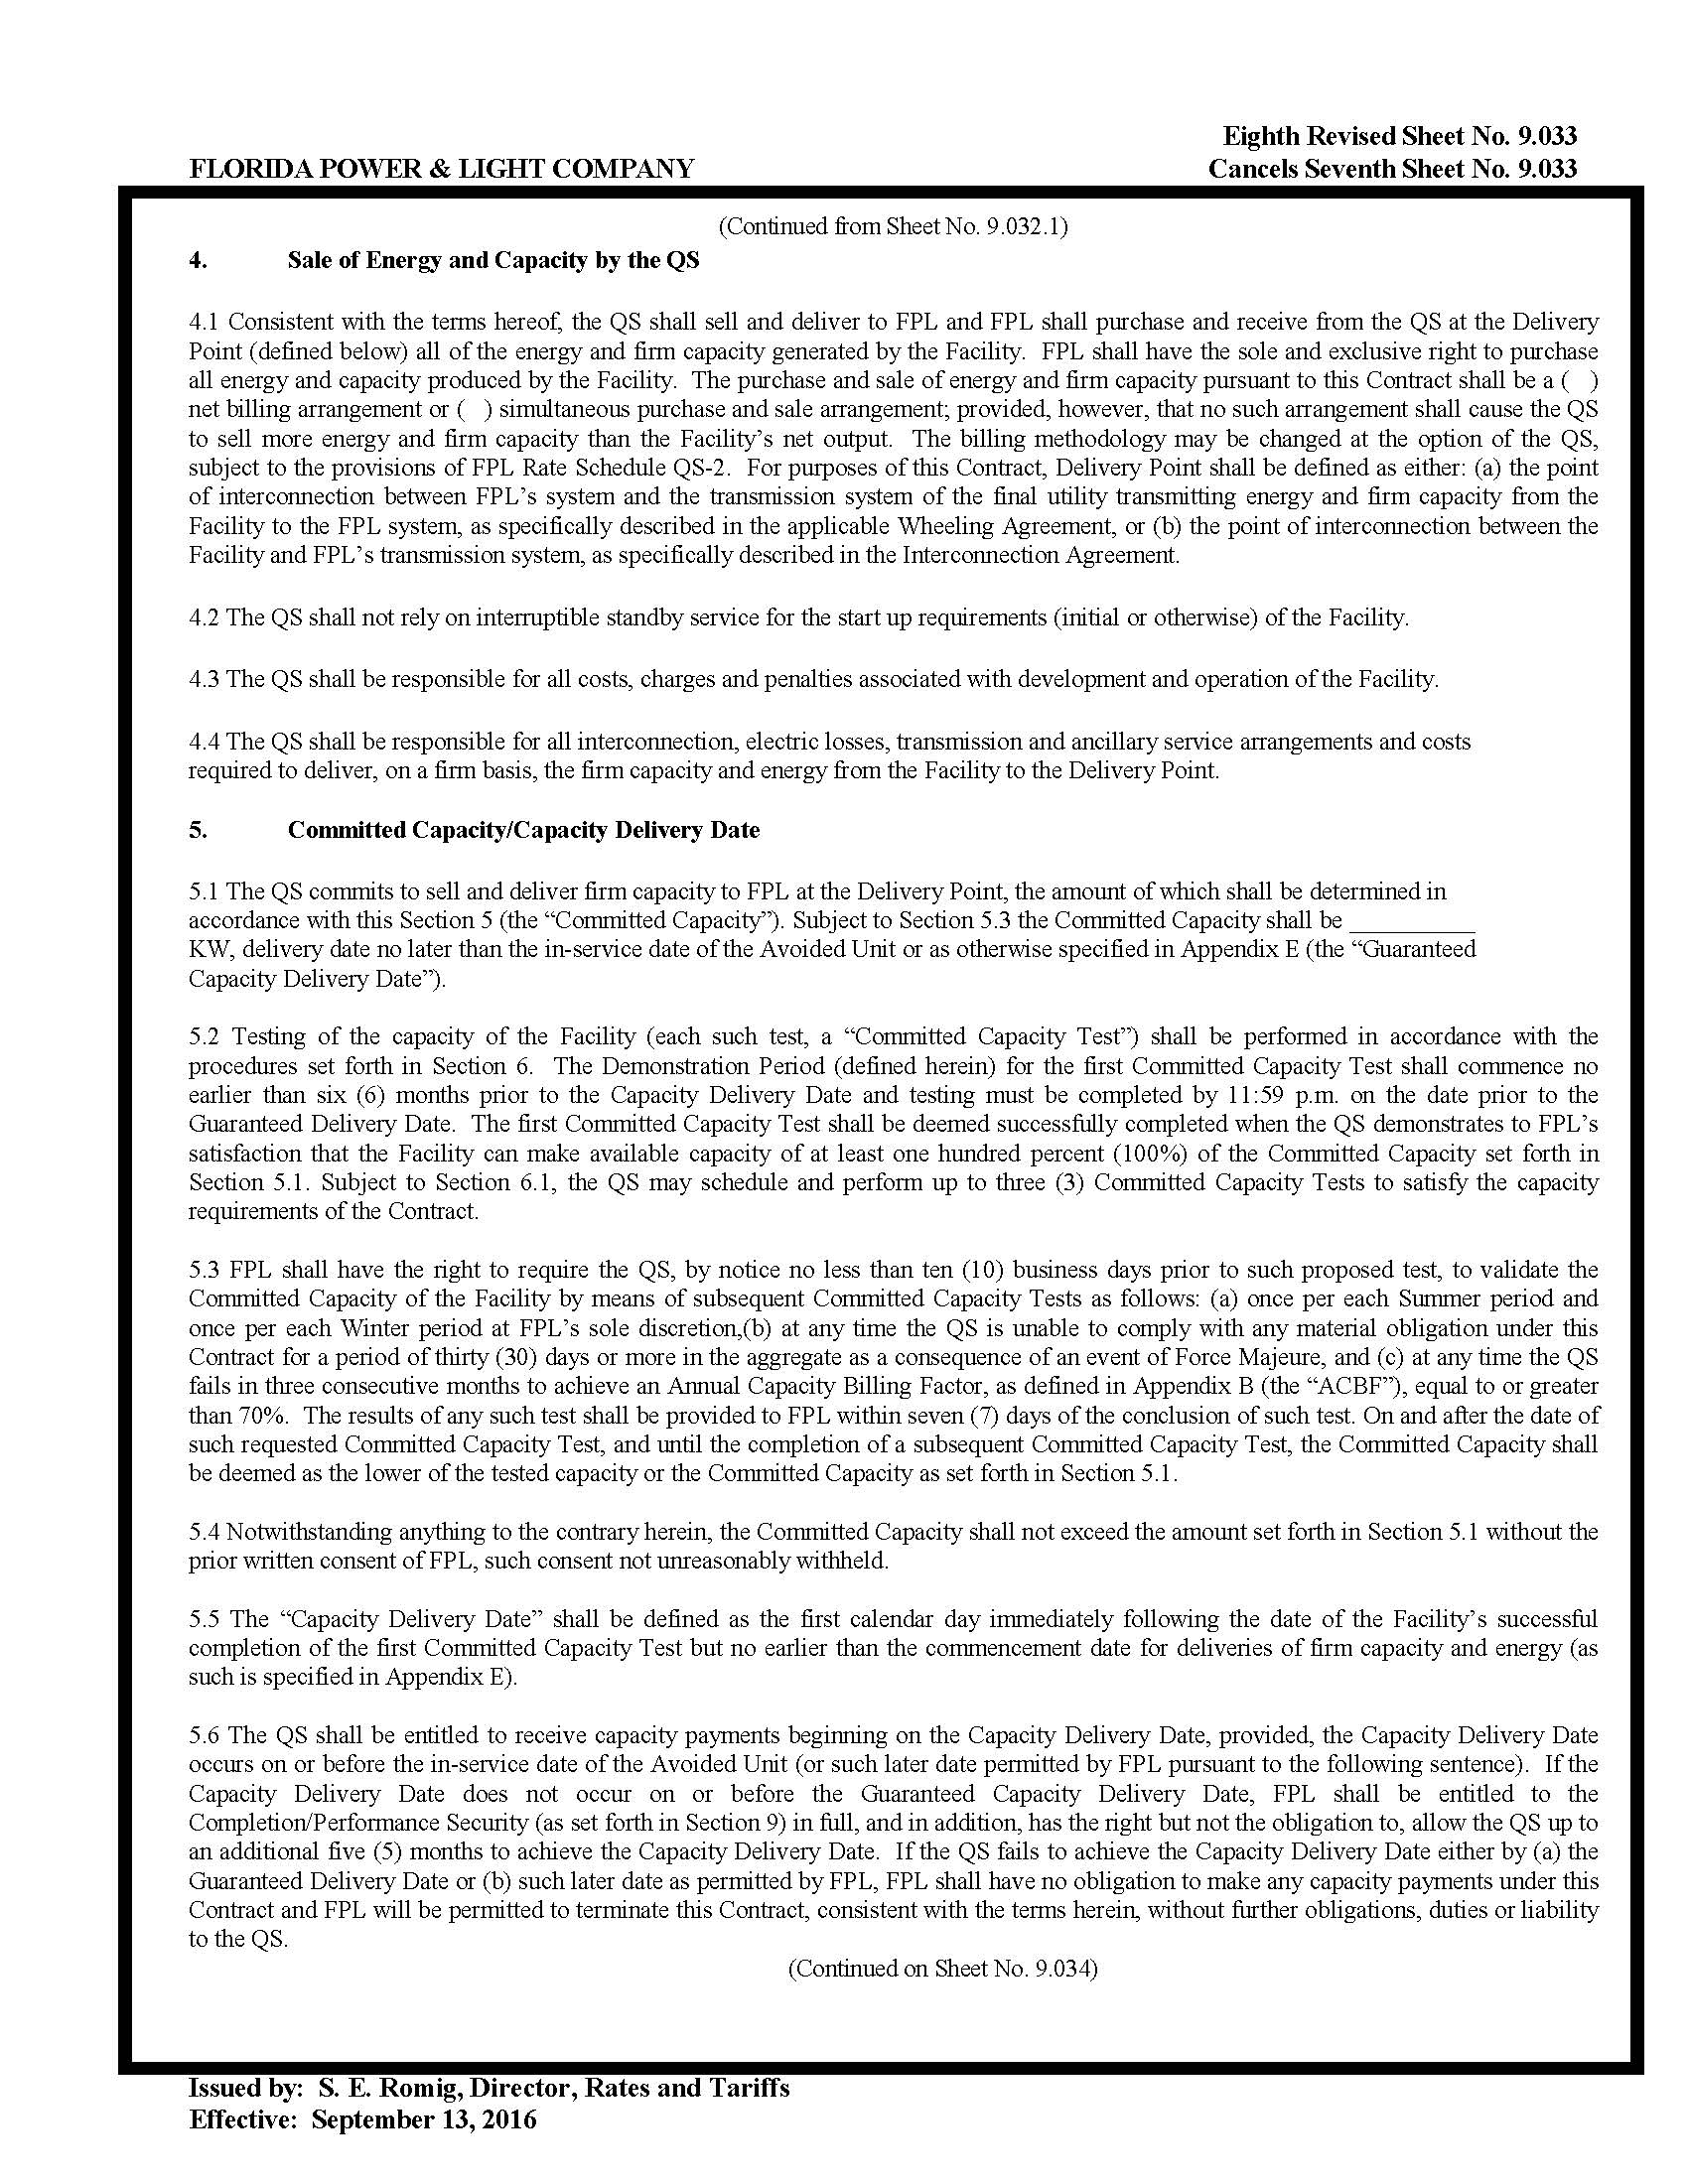 Eighth Revised Sheet No. 9.033
FLORIDA POWER & LIGHT COMPANY Cancels Seventh Sheet No. 9.033
(Continued from Sheet No. 9.032.1)
4. Sale of Energy and Capacity by the QS
4.1 Consistent with the terms hereof, the QS shall sell and deliver to FPL and FPL shall purchase and receive from the QS at the Delivery
Point (defined below) all of the energy and firm capacity generated by the Facility. FPL shall have the sole and exclusive right to purchase
all energy and capacity produced by the Facility. The purchase and sale of energy and firm capacity pursuant to this Contract shall be a ( )
net billing arrangement or ( ) simultaneous purchase and sale arrangement; provided, however, that no such arrangement shall cause the QS
to sell more energy and firm capacity than the Facility’s net output. The billing methodology may be changed at the option of the QS,
subject to the provisions of FPL Rate Schedule QS-2. For purposes of this Contract, Delivery Point shall be defined as either: (a) the point
of interconnection between FPL’s system and the transmission system of the final utility transmitting energy and firm capacity from the
Facility to the FPL system, as specifically described in the applicable Wheeling Agreement, or (b) the point of interconnection between the
Facility and FPL’s transmission system, as specifically described in the Interconnection Agreement.
4.2 The QS shall not rely on interruptible standby service for the start up requirements (initial or otherwise) of the Facility.
4.3 The QS shall be responsible for all costs, charges and penalties associated with development and operation of the Facility.
4.4 The QS shall be responsible for all interconnection, electric losses, transmission and ancillary service arrangements and costs
required to deliver, on a firm basis, the firm capacity and energy from the Facility to the Delivery Point.
5. Committed Capacity/Capacity Delivery Date
5.1 The QS commits to sell and deliver firm capacity to FPL at the Delivery Point, the amount of which shall be determined in
accordance with this Section 5 (the “Committed Capacity”). Subject to Section 5.3 the Committed Capacity shall be __________
KW, delivery date no later than the in-service date of the Avoided Unit or as otherwise specified in Appendix E (the “Guaranteed
Capacity Delivery Date”).
5.2 Testing of the capacity of the Facility (each such test, a “Committed Capacity Test”) shall be performed in accordance with the
procedures set forth in Section 6. The Demonstration Period (defined herein) for the first Committed Capacity Test shall commence no
earlier than six (6) months prior to the Capacity Delivery Date and testing must be completed by 11:59 p.m. on the date prior to the
Guaranteed Delivery Date. The first Committed Capacity Test shall be deemed successfully completed when the QS demonstrates to FPL’s
satisfaction that the Facility can make available capacity of at least one hundred percent (100%) of the Committed Capacity set forth in
Section 5.1. Subject to Section 6.1, the QS may schedule and perform up to three (3) Committed Capacity Tests to satisfy the capacity
requirements of the Contract.
5.3 FPL shall have the right to require the QS, by notice no less than ten (10) business days prior to such proposed test, to validate the
Committed Capacity of the Facility by means of subsequent Committed Capacity Tests as follows: (a) once per each Summer period and
once per each Winter period at FPL’s sole discretion,(b) at any time the QS is unable to comply with any material obligation under this
Contract for a period of thirty (30) days or more in the aggregate as a consequence of an event of Force Majeure, and (c) at any time the QS
fails in three consecutive months to achieve an Annual Capacity Billing Factor, as defined in Appendix B (the “ACBF”), equal to or greater
than 70%. The results of any such test shall be provided to FPL within seven (7) days of the conclusion of such test. On and after the date of
such requested Committed Capacity Test, and until the completion of a subsequent Committed Capacity Test, the Committed Capacity shall
be deemed as the lower of the tested capacity or the Committed Capacity as set forth in Section 5.1.
5.4 Notwithstanding anything to the contrary herein, the Committed Capacity shall not exceed the amount set forth in Section 5.1 without the
prior written consent of FPL, such consent not unreasonably withheld.
5.5 The “Capacity Delivery Date” shall be defined as the first calendar day immediately following the date of the Facility’s successful
completion of the first Committed Capacity Test but no earlier than the commencement date for deliveries of firm capacity and energy (as
such is specified in Appendix E).
5.6 The QS shall be entitled to receive capacity payments beginning on the Capacity Delivery Date, provided, the Capacity Delivery Date
occurs on or before the in-service date of the Avoided Unit (or such later date permitted by FPL pursuant to the following sentence). If the
Capacity Delivery Date does not occur on or before the Guaranteed Capacity Delivery Date, FPL shall be entitled to the
Completion/Performance Security (as set forth in Section 9) in full, and in addition, has the right but not the obligation to, allow the QS up to
an additional five (5) months to achieve the Capacity Delivery Date. If the QS fails to achieve the Capacity Delivery Date either by (a) the
Guaranteed Delivery Date or (b) such later date as permitted by FPL, FPL shall have no obligation to make any capacity payments under this
Contract and FPL will be permitted to terminate this Contract, consistent with the terms herein, without further obligations, duties or liability
to the QS.
(Continued on Sheet No. 9.034)
Issued by: S. E. Romig, Director, Rates and Tariffs
Effective: September 13, 2016